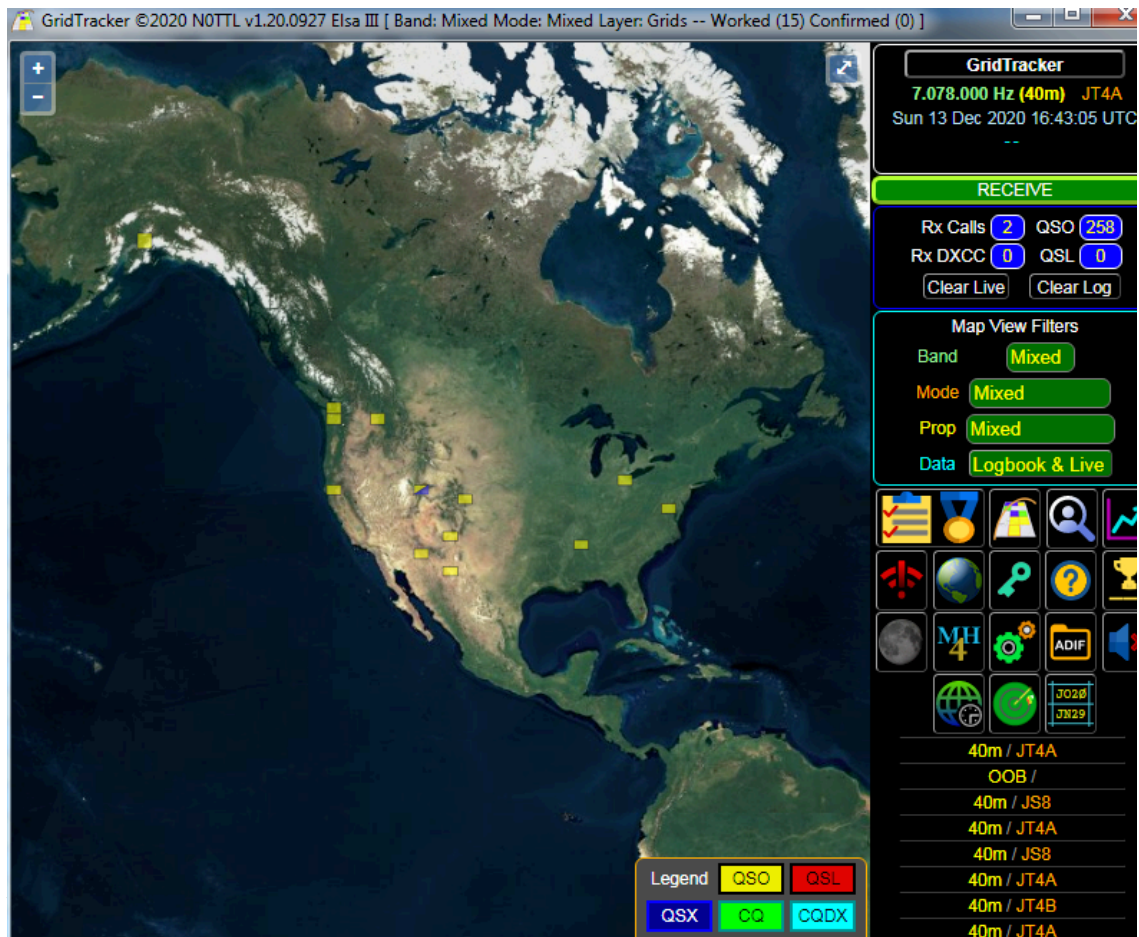 GridTracker ©2020 N0TTL v1.20.0927 Elsa III [ Band: Mixed Mode: Mixed Layer: Grids -- Worked (15) Confirmed (0) ]
+
−
GridTracker
7.078.000 Hz (40m) JT4A
Sun 13 Dec 2020 16:43:05 UTC
--
RECEIVE
Rx Calls 2 QSO 258
Rx DXCC 0 QSL 0
Clear Live Clear Log
Map View Filters
Band Mixed
Mode Mixed
Prop Mixed
Data Logbook & Live
?
MH
4
ADIF
JO20
JN29
40m / JT4A
OOB /
40m / JS8
40m / JT4A
40m / JS8
40m / JT4A
40m / JT4B
40m / JT4A
Legend QSO QSL
QSX CQ CQDX